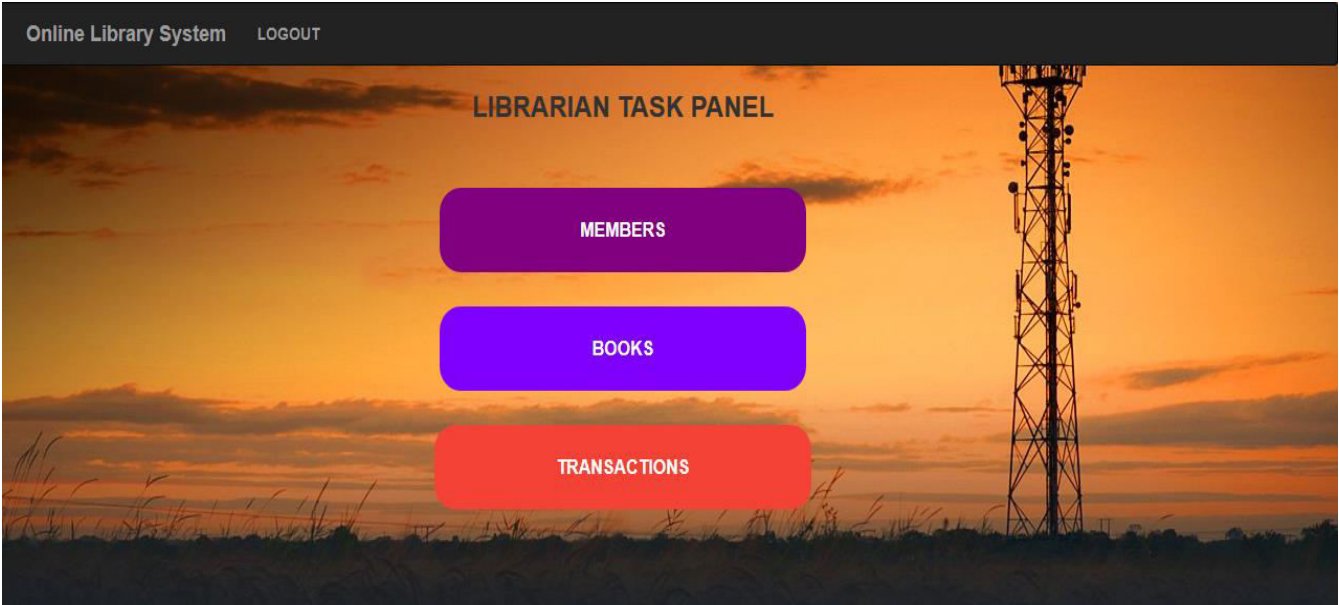 Online Library System LOGOUT
LIBRARIAN TASK PANEL
MEMBERS
BOOKS
TRANSACTIONS